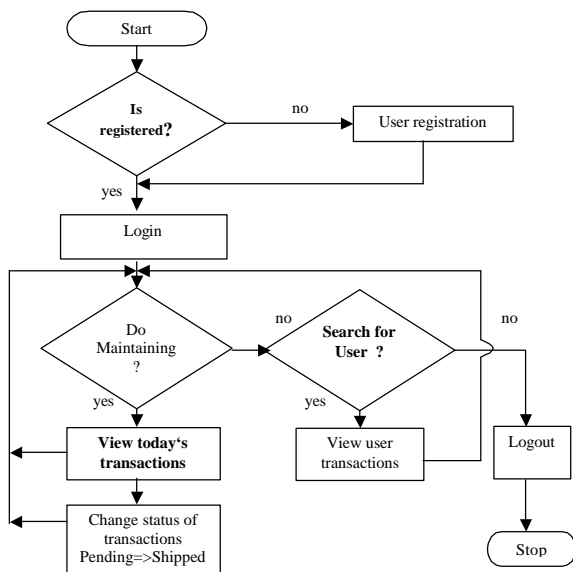 Start
Is
registered?
no
User registration
yes
Login
Do
Maintaining
?
no
Search for
User ?
no
yes
yes
View today‘s
transactions
View user
transactions
Logout
Change status of
transactions
Pending=>Shipped
Stop